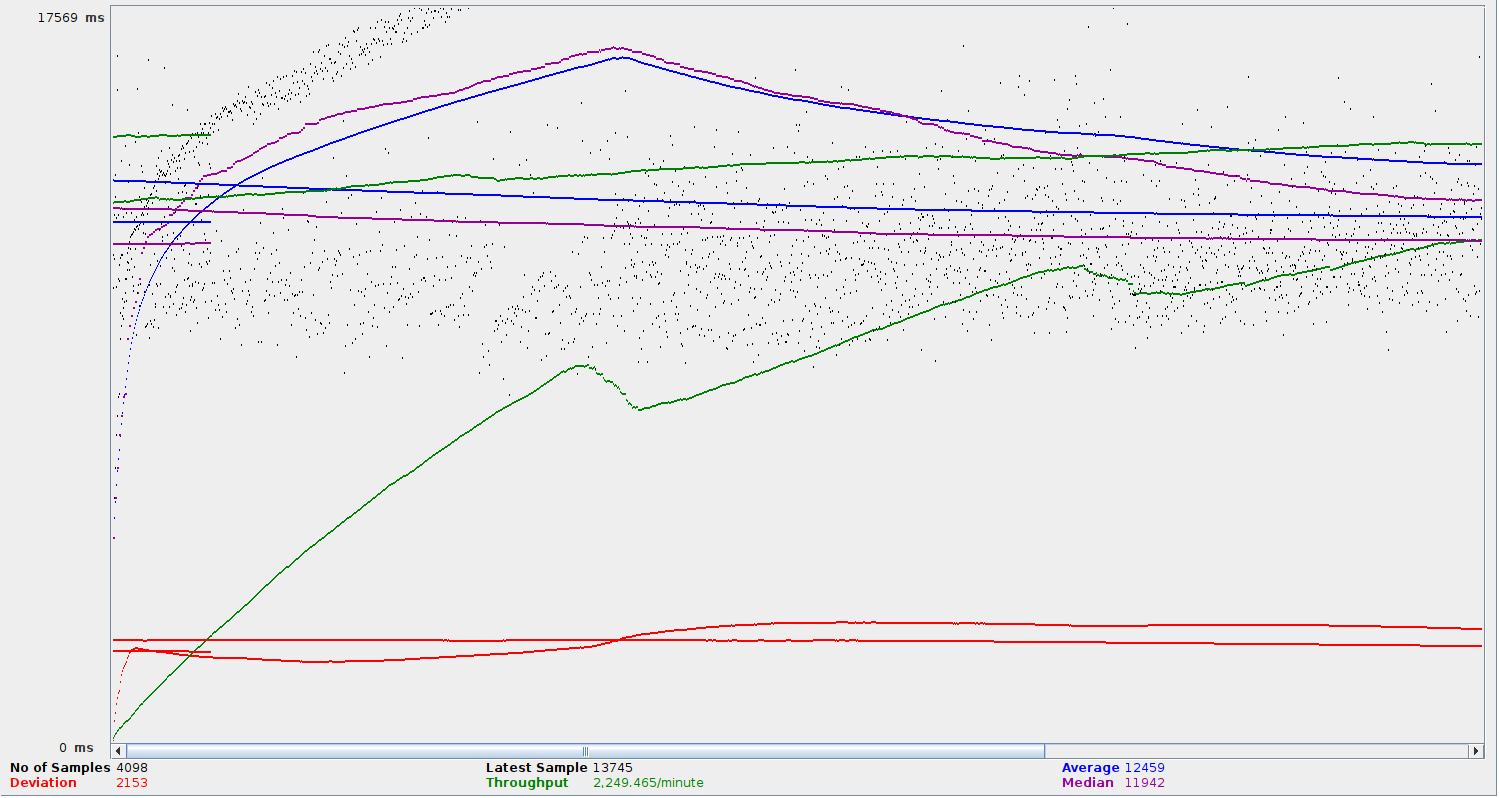 17569 ms
0 ms
No of Samples 4098 Latest Sample 13745 Average 12459
Deviation 2153 Throughput 2,249.465/minute Median 11942